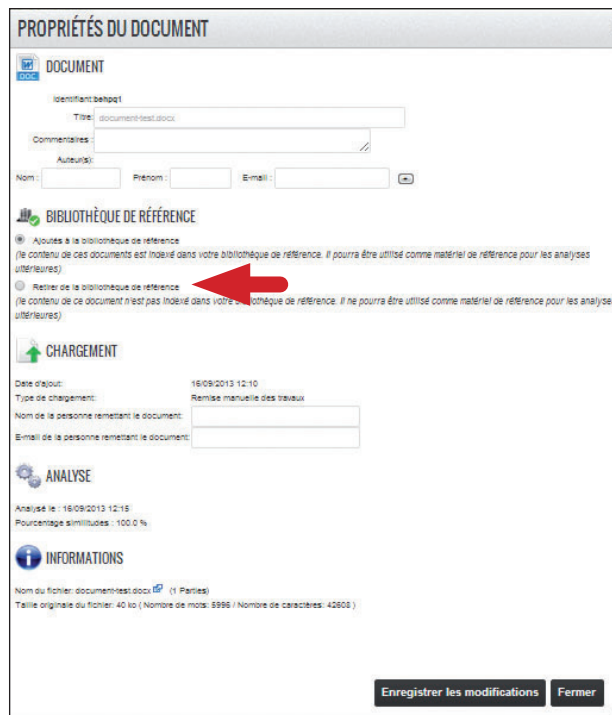 PROPRIÉTÉS DU DOCUMENT
DOC
DOCUMENT
Identifiant:behpq1
Titre: document-test.docx
Commentaires :
Auteur(s):
Nom : Prénom : E-mail :
BIBLIOTHÈQUE DE RÉFÉRENCE
Ajoutés à la bibliothèque de référence
(le contenu de ces documents est indexé dans votre bibliothèque de référence. Il pourra être utilisé comme matériel de référence pour les analyses
ultérieures)
Retirer de la bibliothèque de référence
(le contenu de ce document n'est pas indexé dans votre bibliothèque de référence. Il ne pourra être utilisé comme matériel de référence pour les analyses
ultérieures)
CHARGEMENT
Date d'ajout: 16/09/2013 12:10
Type de chargement: Remise manuelle des travaux
Nom de la personne remettant le document:
E-mail de la personne remettant le document:
ANALYSE
Analysé le : 16/09/2013 12:15
Pourcentage similitudes : 100.0 %
INFORMATIONS
Nom du fichier: document-test.docx (1 Parties)
Taille originale du fichier: 40 ko ( Nombre de mots: 5996 / Nombre de caractères: 42603 )
Enregistrer les modifications Fermer